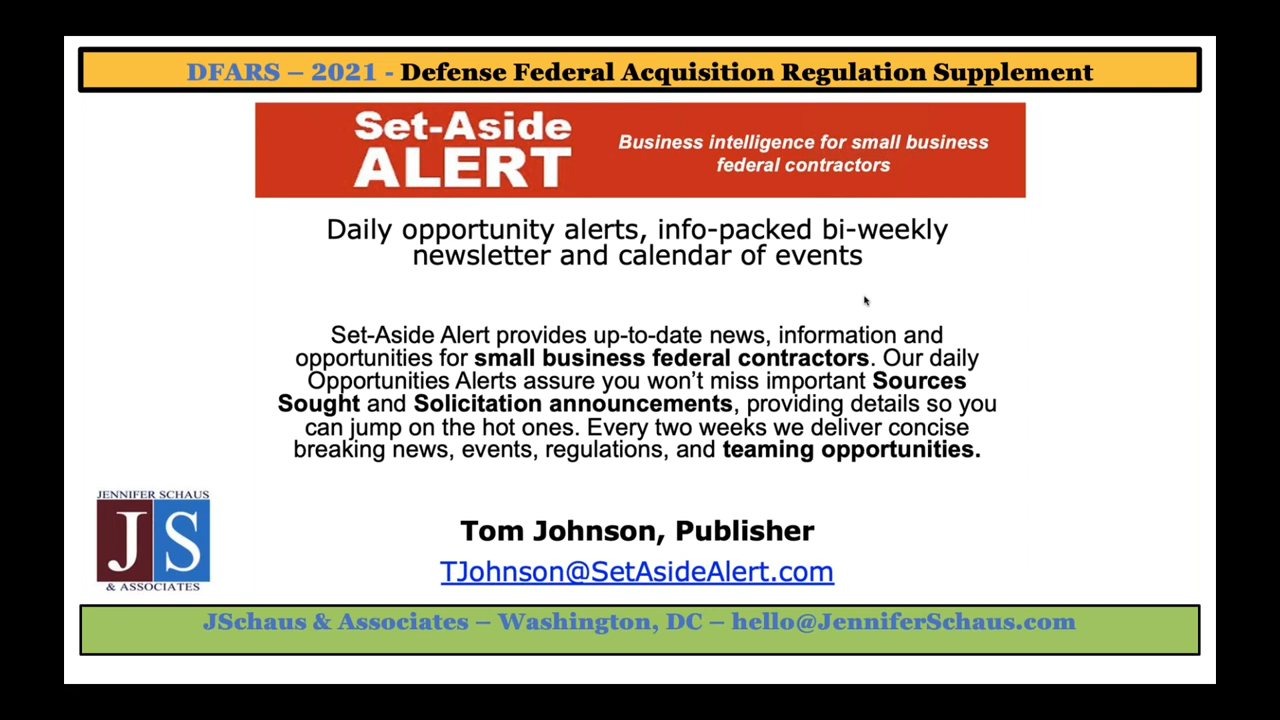 DFARS – 2021 - Defense Federal Acquisition Regulation Supplement
Set-Aside
ALERT
Business intelligence for small business
federal contractors
Daily opportunity alerts, info-packed bi-weekly
newsletter and calendar of events
Set-Aside Alert provides up-to-date news, information and
opportunities for small business federal contractors. Our daily
Opportunities Alerts assure you won't miss important Sources
Sought and Solicitation announcements, providing details so you
can jump on the hot ones. Every two weeks we deliver concise
breaking news, events, regulations, and teaming opportunities.
JENNIFER SCHAUS
JS
& ASSOCIATES
Tom Johnson, Publisher
TJohnson@SetAsideAlert.com
JSchaus & Associates – Washington, DC – hello@JenniferSchaus.com